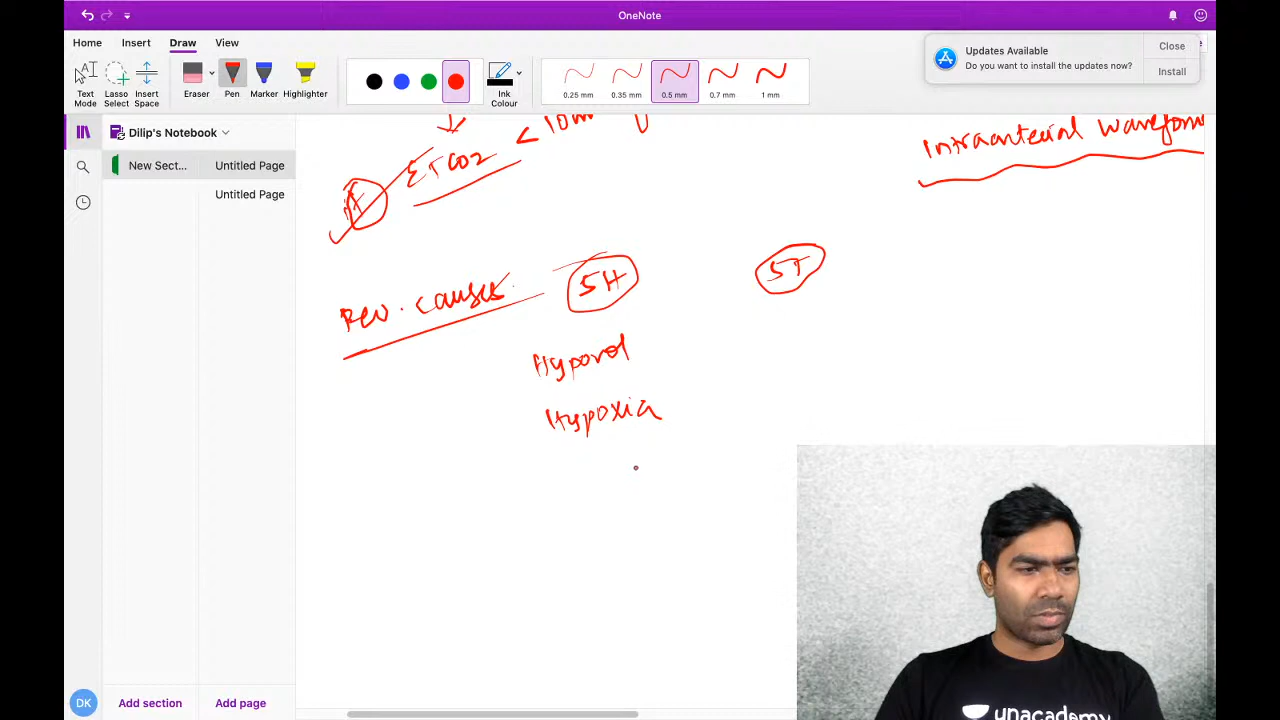 OneNote
Home Insert Draw View
Updates Available
Do you want to install the updates now?
Close
Install
Text Mode
Lasso Select
Insert Space
Eraser
Pen
Marker
Highlighter
Ink Colour
0.25 mm
0.35 mm
0.5 mm
0.7 mm
1 mm
Dilip's Notebook
New Sect...
Untitled Page
Untitled Page
< 10mm
ETCO2
Intraarterial Waveform
Rev. causes
5H
5T
Hypovol
Hypoxia
DK
Add section
Add page
unacademy